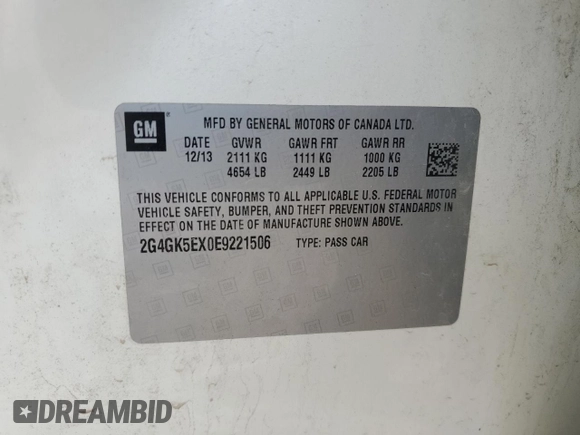 GM
MFD BY GENERAL MOTORS OF CANADA LTD.
DATE GVWR GAWR FRT GAWR RR
12/13 2111 KG 1111 KG 1000 KG
4654 LB 2449 LB 2205 LB
THIS VEHICLE CONFORMS TO ALL APPLICABLE U.S. FEDERAL MOTOR
VEHICLE SAFETY, BUMPER, AND THEFT PREVENTION STANDARDS IN
EFFECT ON THE DATE OF MANUFACTURE SHOWN ABOVE.
2G4GK5EX0E9221506 TYPE: PASS CAR
DREAMBID